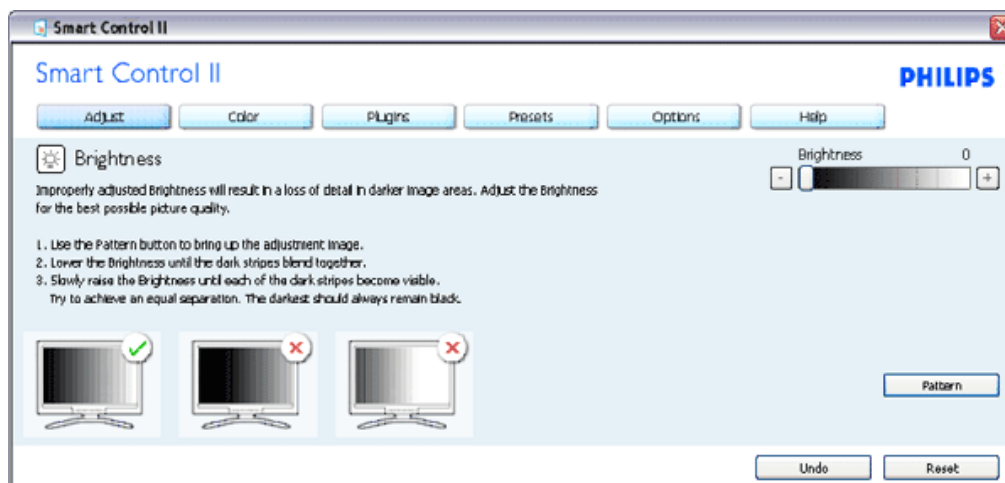 Smart Control II
Smart Control II
PHILIPS
Adjust
Color
Plugins
Presets
Options
Help
Brightness
Brightness 0
Improperly adjusted Brightness will result in a loss of detail in darker image areas. Adjust the Brightness
for the best possible picture quality.
- +
1. Use the Pattern button to bring up the adjustment image.
2. Lower the Brightness until the dark stripes blend together.
3. Slowly raise the Brightness until each of the dark stripes become visible.
Try to achieve an equal separation. The darkest should always remain black.
Pattern
Undo
Reset